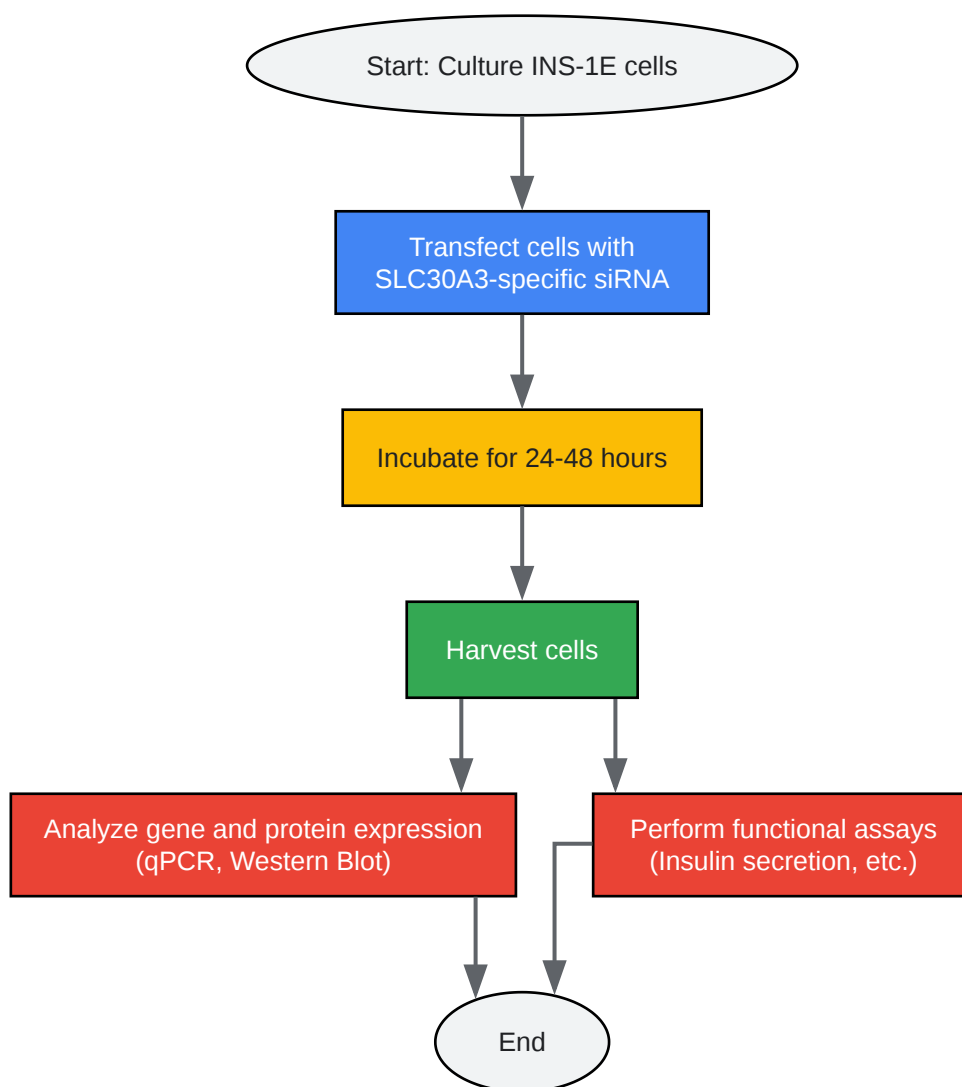 Start: Culture INS-1E cells
Transfect cells with
SLC30A3-specific siRNA
Incubate for 24-48 hours
Harvest cells
Analyze gene and protein expression
(qPCR, Western Blot)
Perform functional assays
(Insulin secretion, etc.)
End